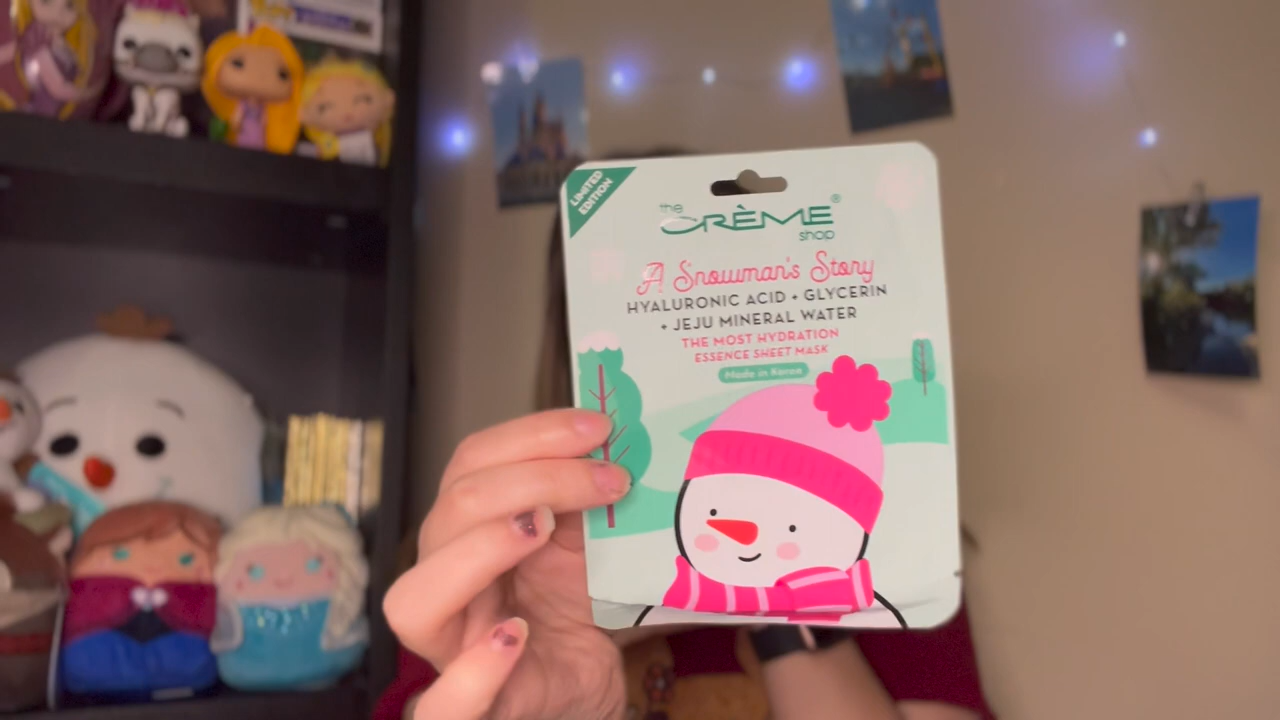 LIMITED
EDITION
the
CRÈME®
shop
A Snowman's Story
HYALURONIC ACID + GLYCERIN
+ JEJU MINERAL WATER
THE MOST HYDRATION
ESSENCE SHEET MASK
Made in Korea